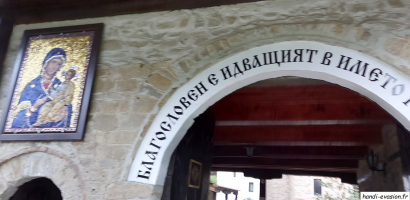 БЛАГОСЛОВЕН Е ИДВАЩИЯТ В ИМЕТО
handi-evasion.fr